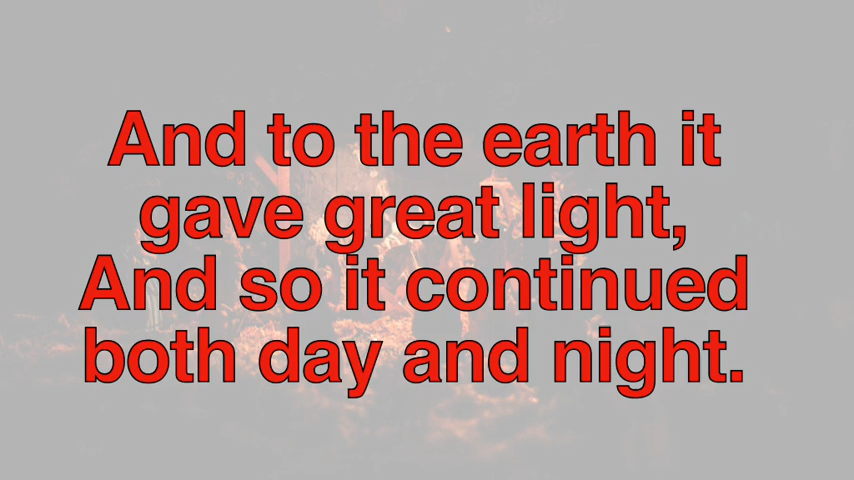 And to the earth it
gave great light,
And so it continued
both day and night.